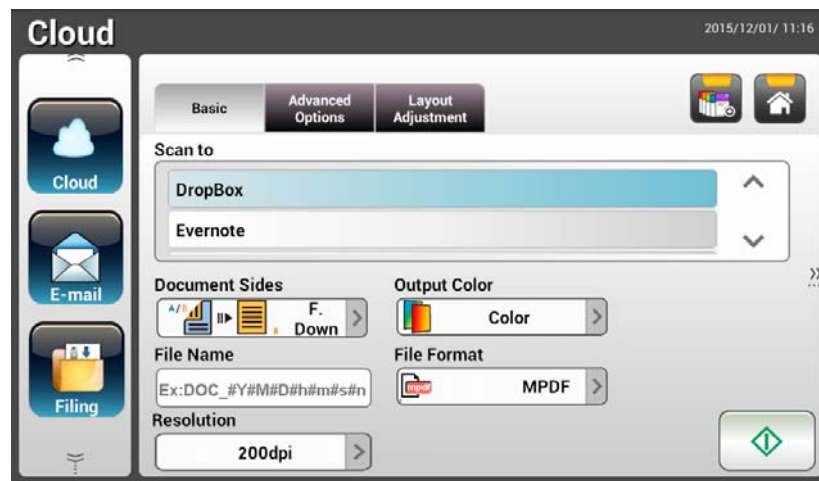 Cloud
2015/12/01/ 11:16
Basic
Advanced
Options
Layout
Adjustment
Scan to
Cloud
DropBox
Evernote
E-mail
Document Sides
Output Color
F.
Down
Color
File Name
File Format
Ex:DOC_#Y#M#D#h#m#s#n
mpdf
MPDF
Filing
Resolution
200dpi